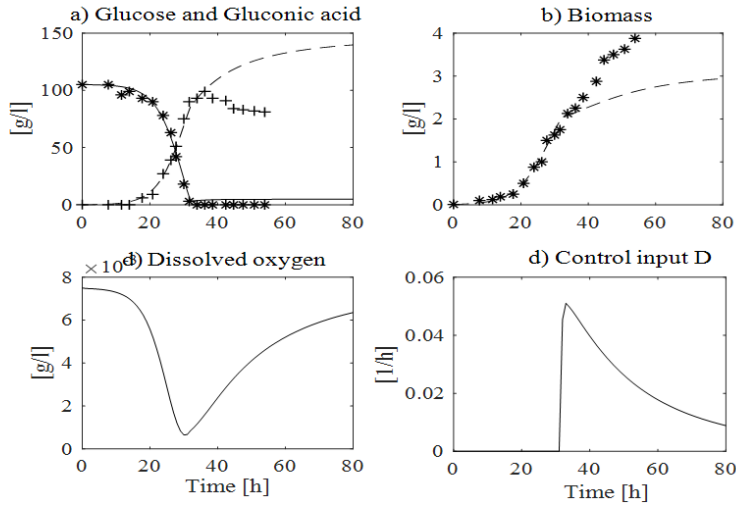 a) Glucose and Gluconic acid
150
100
50
0
[g/l]
0 20 40 60 80
b) Biomass
4
3
2
1
0
[g/l]
0 20 40 60 80
Dissolved oxygen
8
6
4
2
0
[g/l]
0 20 40 60 80
Time [h]
d) Control input D
0.06
0.04
0.02
0
[1/h]
0 20 40 60 80
Time [h]